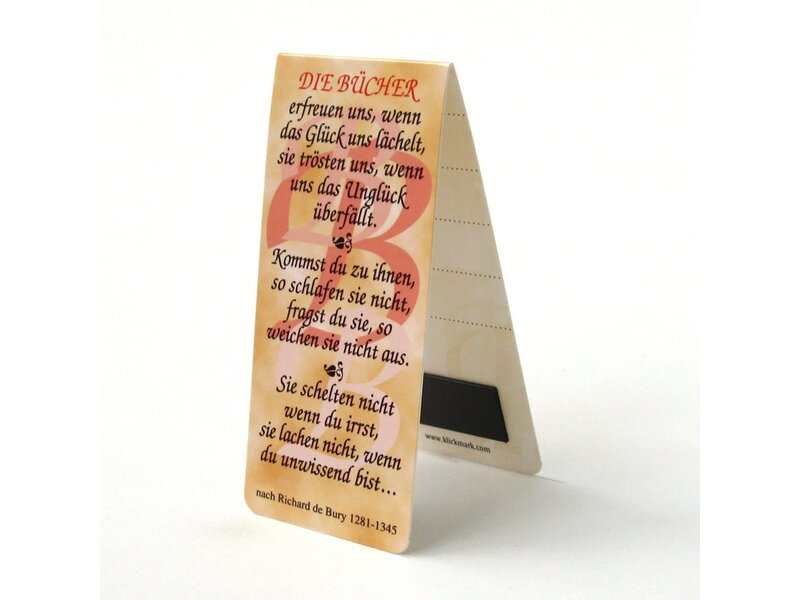 DIE BÜCHER
erfreuen uns, wenn
das Glück uns lächelt,
sie trösten uns, wenn
uns das Unglück
überfällt.
Kommst du zu ihnen,
so schlafen sie nicht,
fragst du sie, so
weichen sie nicht aus.
Sie schelten nicht
wenn du irrst,
sie lachen nicht, wenn
du unwissend bist...
nach Richard de Bury 1281-1345
www.klickmark.com